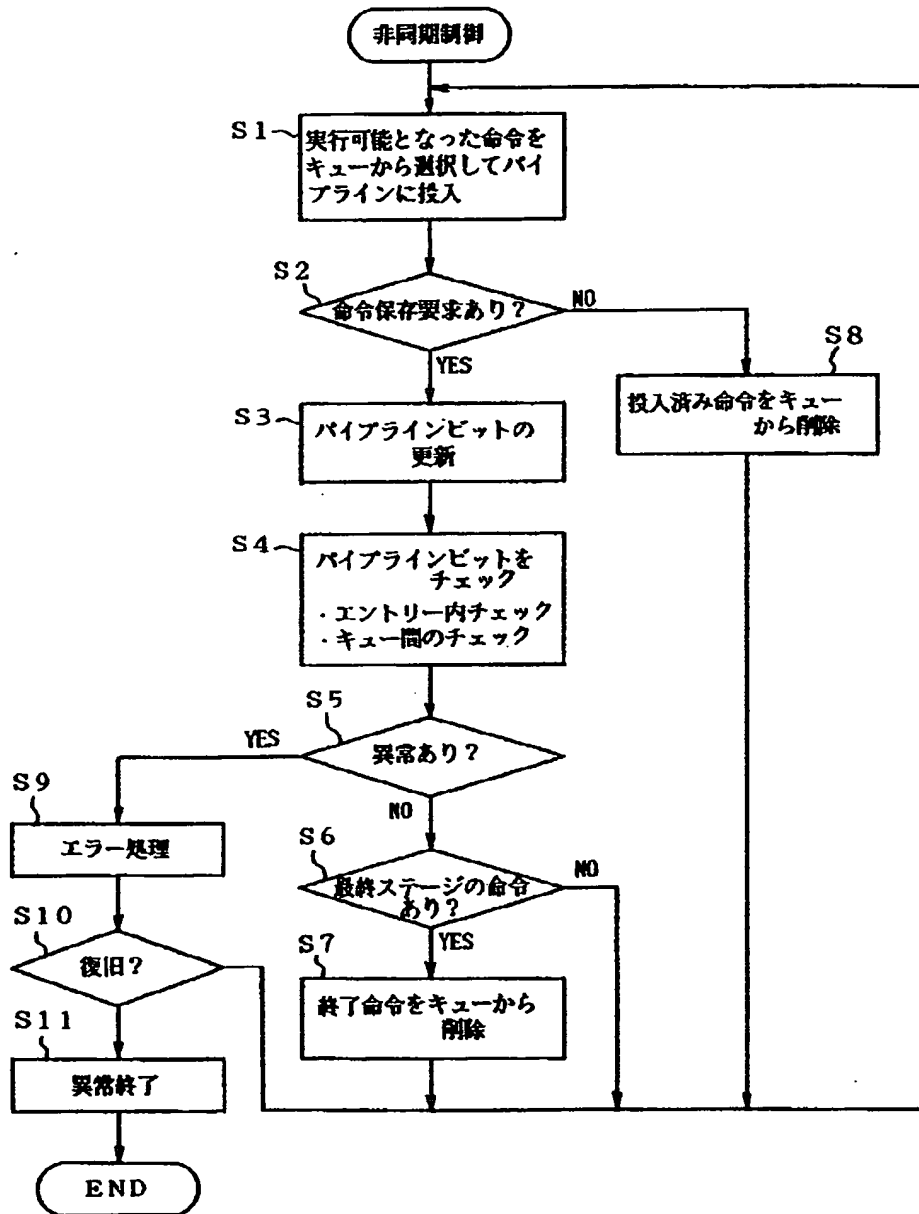 非同期制御
S1
実行可能となった命令を
キューから選択してパイ
プラインに投入
S2
命令保存要求あり?
NO
YES
S8
投入済み命令をキュー
から削除
S3
パイプラインビットの
更新
S4
パイプラインビットを
チェック
・エントリー内チェック
・キュー間のチェック
S5
異常あり?
YES
NO
S9
エラー処理
S6
最終ステージの命令
あり?
NO
YES
S10
復旧?
S7
終了命令をキューから
削除
S11
異常終了
END